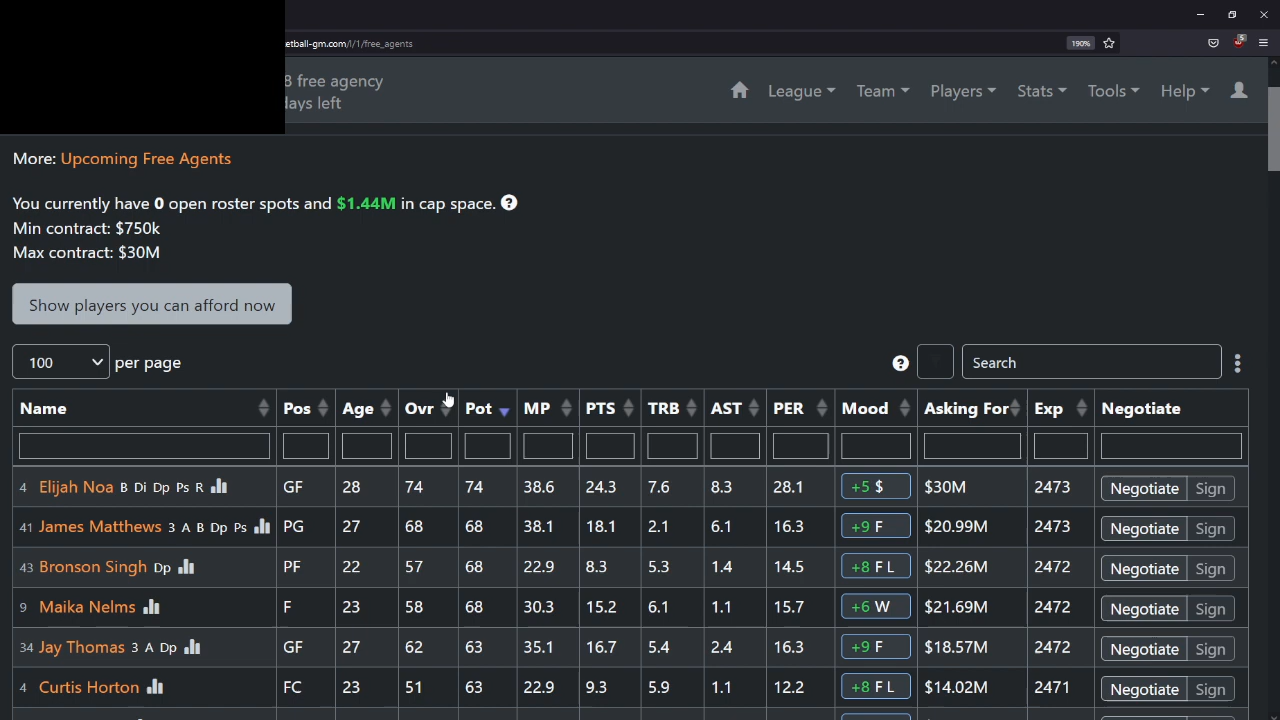 etball-gm.com/l/1/free_agents
190%
5
8 free agency
days left
League Team Players Stats Tools Help
More: Upcoming Free Agents
You currently have 0 open roster spots and $1.44M in cap space. ?
Min contract: $750k
Max contract: $30M
Show players you can afford now
100 per page ? Search
Name Pos Age Ovr Pot MP PTS TRB AST PER Mood Asking For Exp Negotiate
4 Elijah Noa B Di Dp Ps R GF 28 74 74 38.6 24.3 7.6 8.3 28.1 +5 $ $30M 2473 Negotiate Sign
41 James Matthews 3 A B Dp Ps PG 27 68 68 38.1 18.1 2.1 6.1 16.3 +9 F $20.99M 2473 Negotiate Sign
43 Bronson Singh Dp PF 22 57 68 22.9 8.3 5.3 1.4 14.5 +8 F L $22.26M 2472 Negotiate Sign
9 Maika Nelms F 23 58 68 30.3 15.2 6.1 1.1 15.7 +6 W $21.69M 2472 Negotiate Sign
34 Jay Thomas 3 A Dp GF 27 62 63 35.1 16.7 5.4 2.4 16.3 +9 F $18.57M 2472 Negotiate Sign
4 Curtis Horton FC 23 51 63 22.9 9.3 5.9 1.1 12.2 +8 F L $14.02M 2471 Negotiate Sign